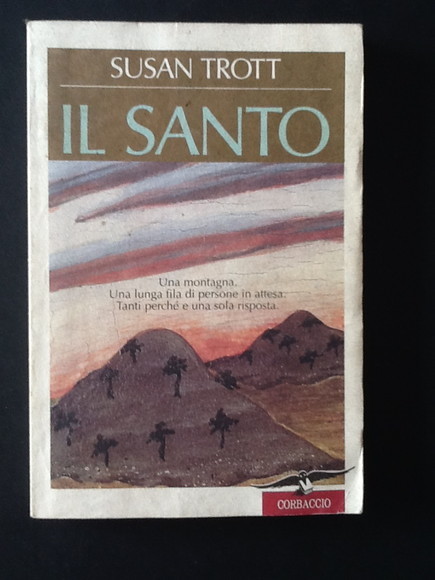 SUSAN TROTT
IL SANTO
Una montagna.
Una lunga fila di persone in attesa.
Tanti perché e una sola risposta.
CORBACCIO